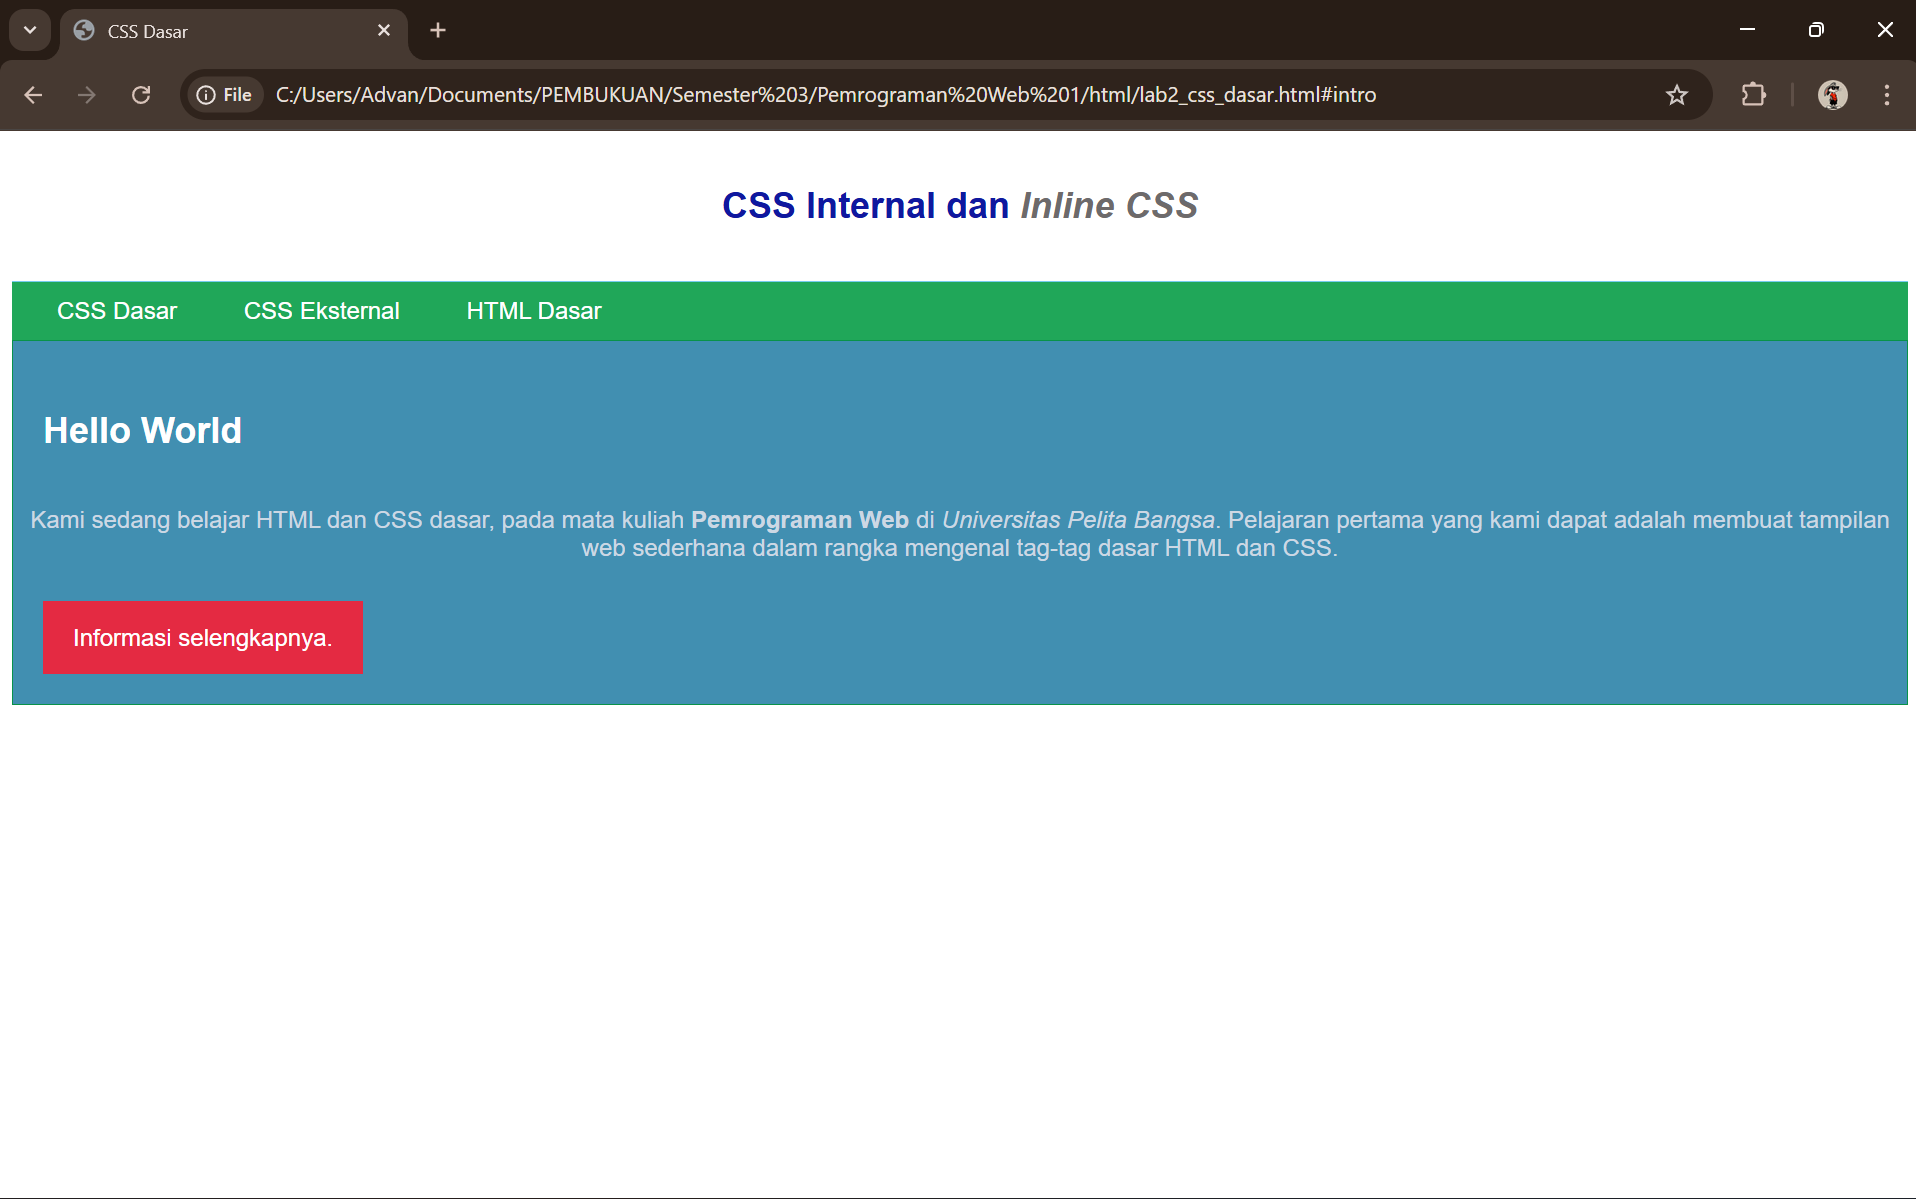 CSS Dasar
File C:/Users/Advan/Documents/PEMBUKUAN/Semester%203/Pemrograman%20Web%201/html/lab2_css_dasar.html#intro
CSS Internal dan Inline CSS
CSS Dasar CSS Eksternal HTML Dasar
Hello World
Kami sedang belajar HTML dan CSS dasar, pada mata kuliah Pemrograman Web di Universitas Pelita Bangsa. Pelajaran pertama yang kami dapat adalah membuat tampilan
web sederhana dalam rangka mengenal tag-tag dasar HTML dan CSS.
Informasi selengkapnya.